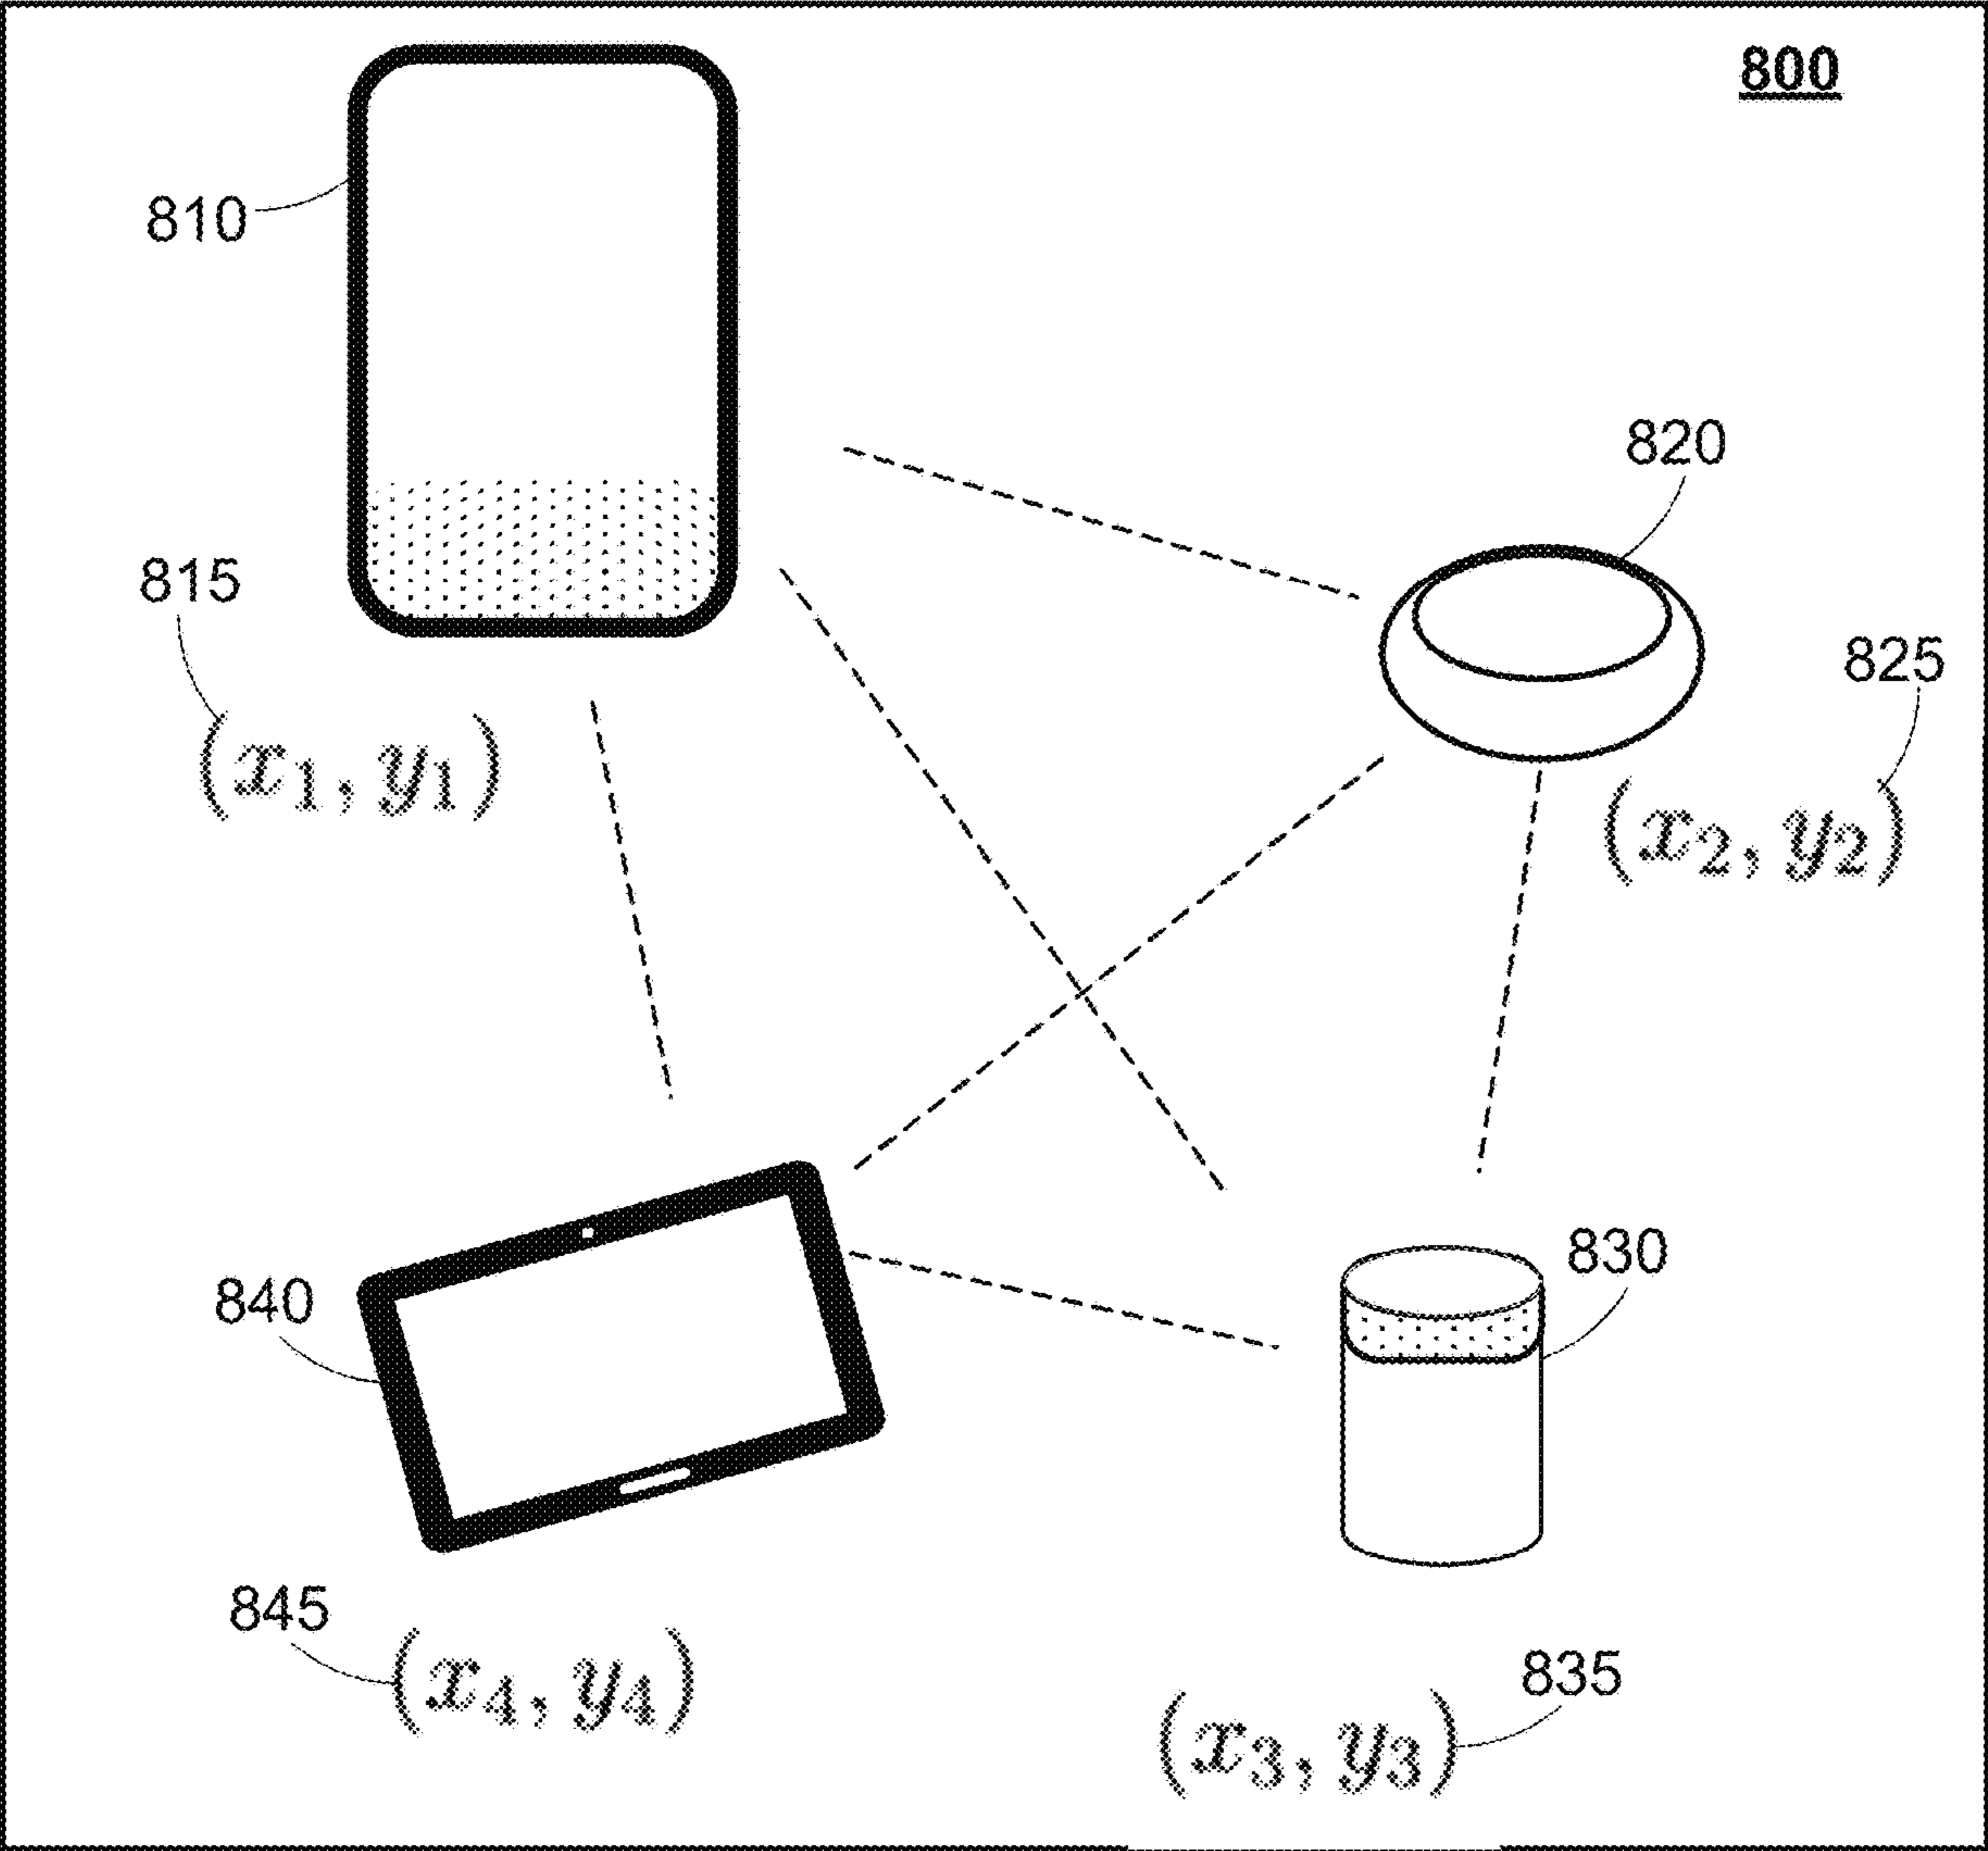 800
810
820
815
825
(x₁, y₁)
(x₂, y₂)
830
840
845
835
(x₄, y₄)
(x₃, y₃)